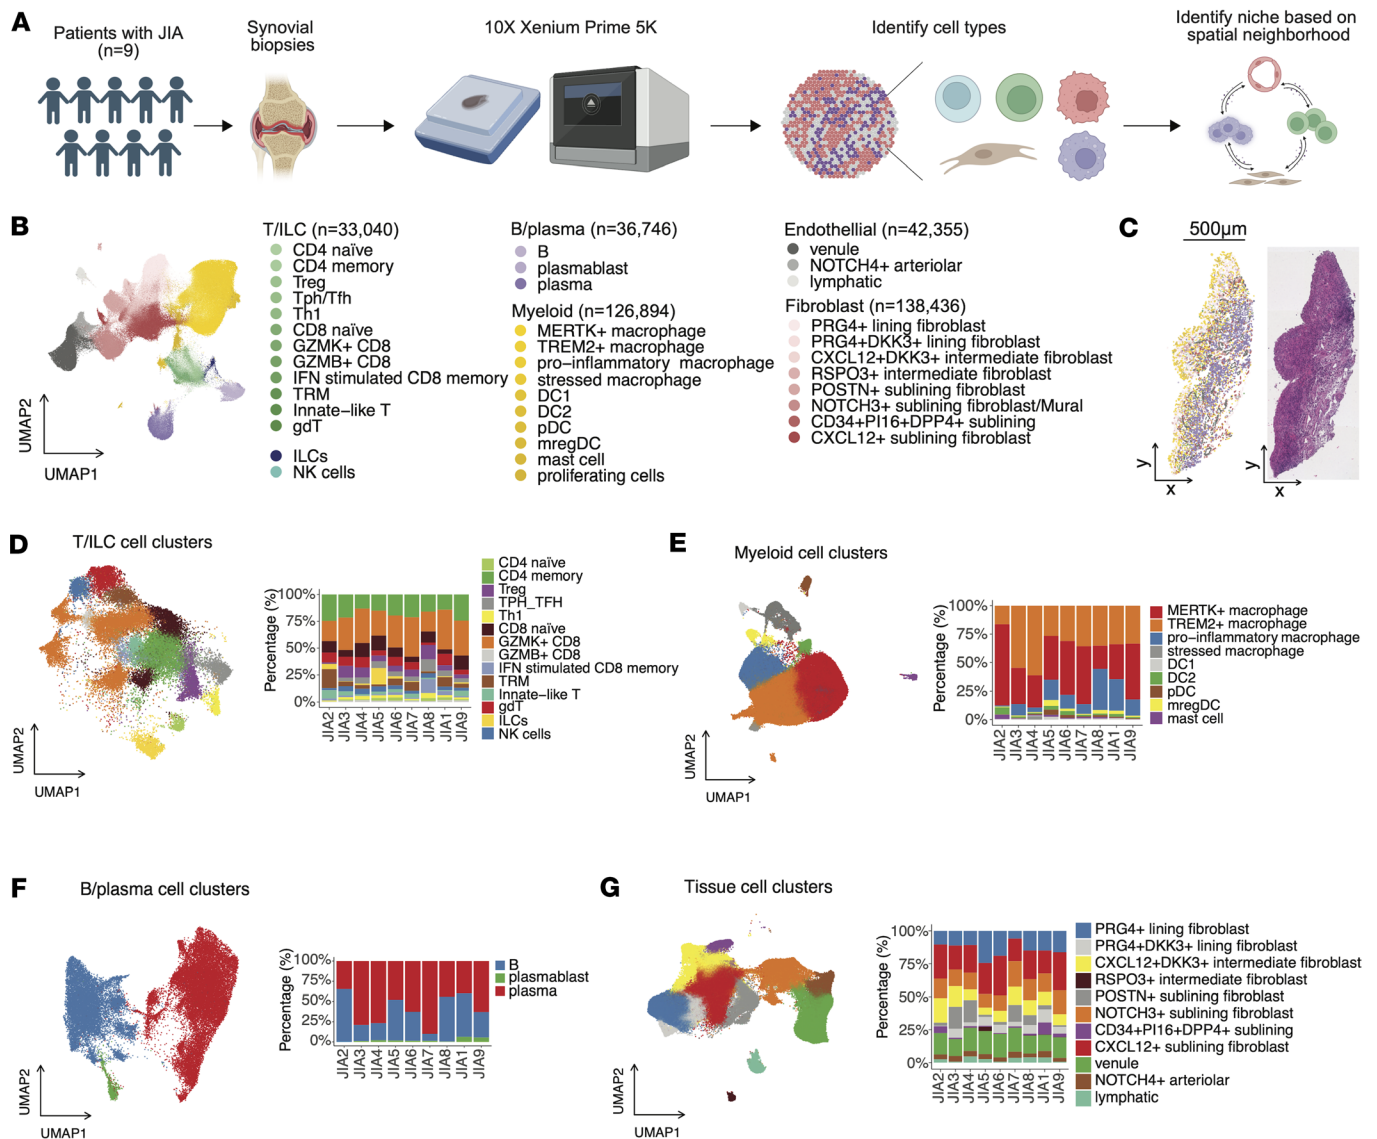 A
Patients with JIA
(n=9)
Synovial
biopsies
10X Xenium Prime 5K
Identify cell types
Identify niche based on
spatial neighborhood
B
UMAP2
UMAP1
T/ILC (n=33,040)
CD4 naïve
CD4 memory
Treg
Tph/Tfh
Th1
CD8 naïve
GZMK+ CD8
GZMB+ CD8
IFN stimulated CD8 memory
TRM
Innate-like T
gdT
ILCs
NK cells
B/plasma (n=36,746)
B
plasmablast
plasma
Myeloid (n=126,894)
MERTK+ macrophage
TREM2+ macrophage
pro-inflammatory macrophage
stressed macrophage
DC1
DC2
pDC
mregDC
mast cell
proliferating cells
Endothellial (n=42,355)
venule
NOTCH4+ arteriolar
lymphatic
Fibroblast (n=138,436)
PRG4+ lining fibroblast
PRG4+DKK3+ lining fibroblast
CXCL12+DKK3+ intermediate fibroblast
RSPO3+ intermediate fibroblast
POSTN+ sublining fibroblast
NOTCH3+ sublining fibroblast/Mural
CD34+PI16+DPP4+ sublining
CXCL12+ sublining fibroblast
C
500µm
y
x
y
x
D
T/ILC cell clusters
UMAP2
UMAP1
Percentage (%)
100%
75%
50%
25%
0%
JIA2
JIA3
JIA4
JIA5
JIA6
JIA7
JIA8
JIA1
JIA9
CD4 naïve
CD4 memory
Treg
TPH_TFH
Th1
CD8 naïve
GZMK+ CD8
GZMB+ CD8
IFN stimulated CD8 memory
TRM
Innate-like T
gdT
ILCs
NK cells
E
Myeloid cell clusters
UMAP2
UMAP1
Percentage (%)
100%
75%
50%
25%
0%
JIA2
JIA3
JIA4
JIA5
JIA6
JIA7
JIA8
JIA1
JIA9
MERTK+ macrophage
TREM2+ macrophage
pro-inflammatory macrophage
stressed macrophage
DC1
DC2
pDC
mregDC
mast cell
F
B/plasma cell clusters
UMAP2
UMAP1
Percentage (%)
100%
75%
50%
25%
0%
JIA2
JIA3
JIA4
JIA5
JIA6
JIA7
JIA8
JIA1
JIA9
B
plasmablast
plasma
G
Tissue cell clusters
UMAP2
UMAP1
Percentage (%)
100%
75%
50%
25%
0%
JIA2
JIA3
JIA4
JIA5
JIA6
JIA7
JIA8
JIA1
JIA9
PRG4+ lining fibroblast
PRG4+DKK3+ lining fibroblast
CXCL12+DKK3+ intermediate fibroblast
RSPO3+ intermediate fibroblast
POSTN+ sublining fibroblast
NOTCH3+ sublining fibroblast
CD34+PI16+DPP4+ sublining
CXCL12+ sublining fibroblast
venule
NOTCH4+ arteriolar
lymphatic